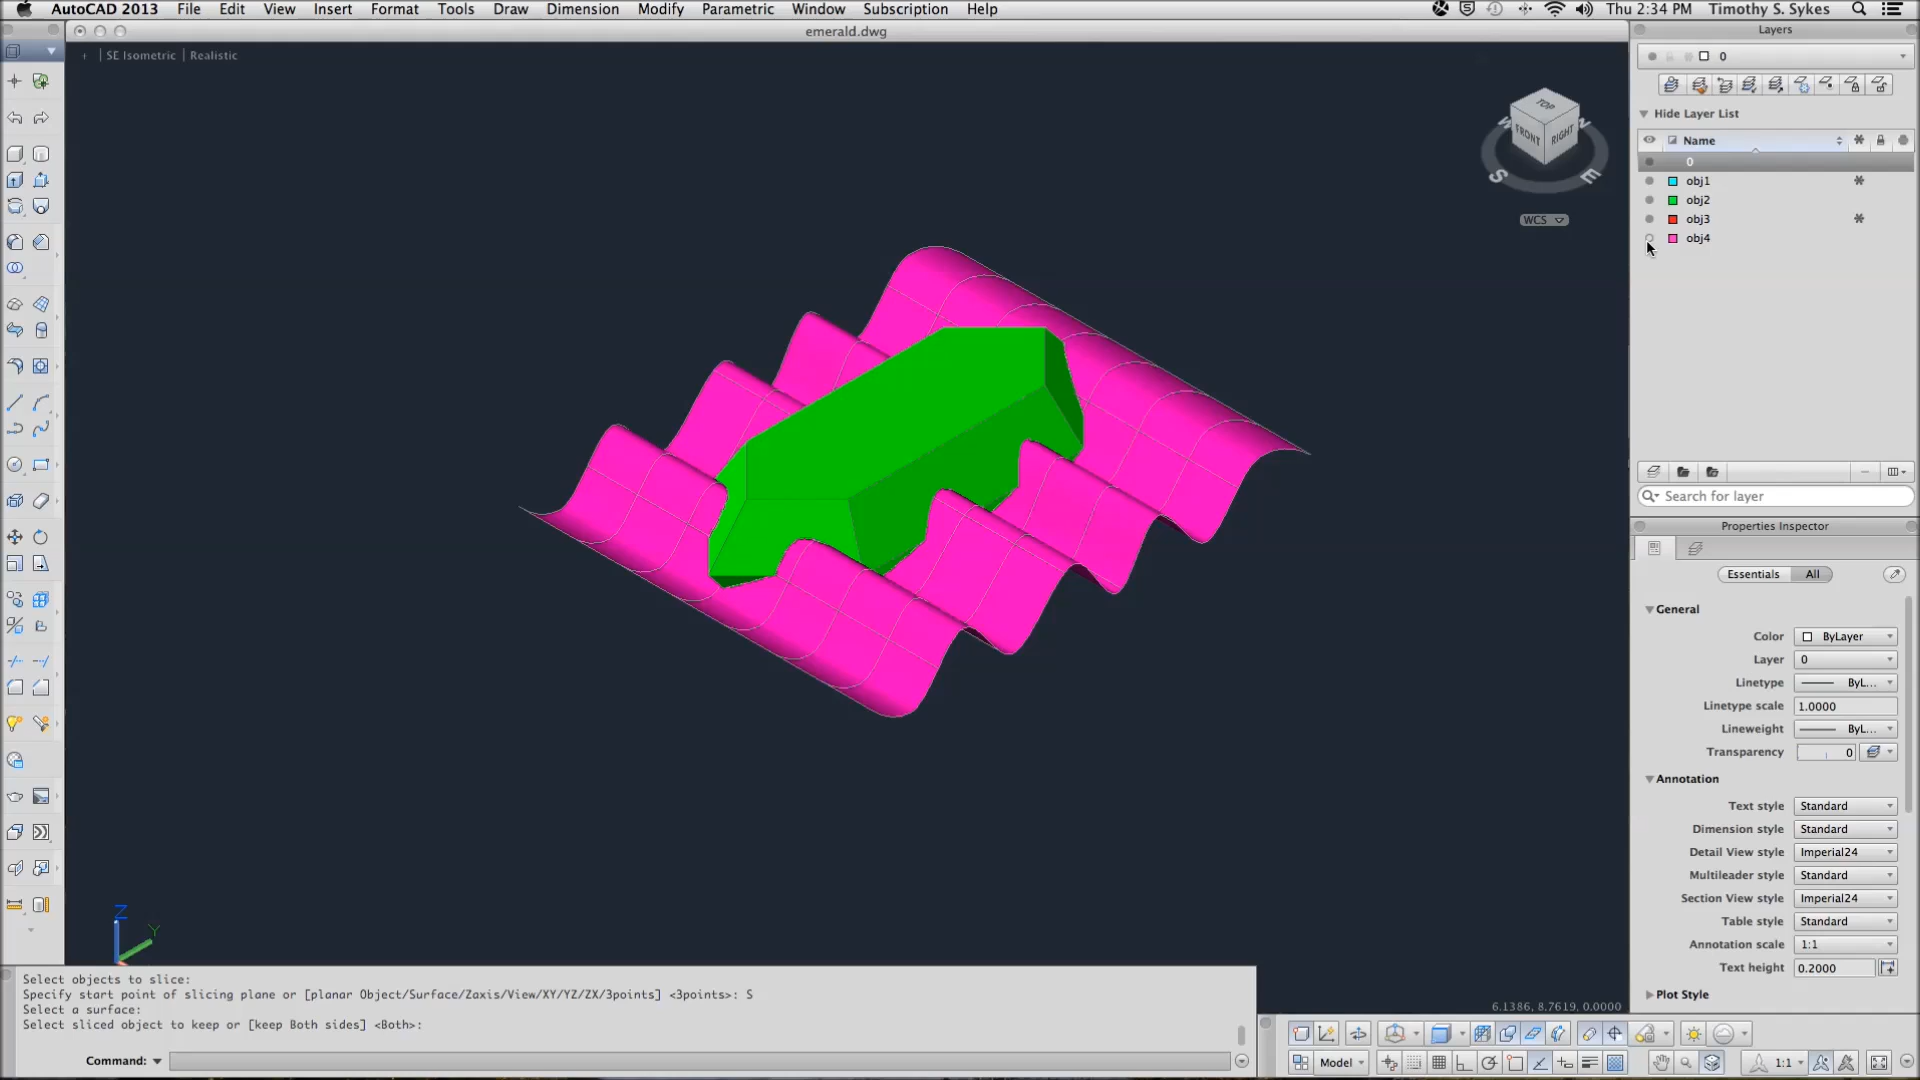 AutoCAD 2013 File Edit View Insert Format Tools Draw Dimension Modify Parametric Window Subscription Help Thu 2:34 PM Timothy S. Sykes
emerald.dwg
+ | SE Isometric | Realistic
TOP
FRONT RIGHT
S E
WCS
Layers
0
Hide Layer List
Name
0
obj1
obj2
obj3
obj4
Search for layer
Properties Inspector
Essentials All
General
Color ByLayer
Layer 0
Linetype ByL...
Linetype scale 1.0000
Lineweight ByL...
Transparency 0
Annotation
Text style Standard
Dimension style Standard
Detail View style Imperial24
Multileader style Standard
Section View style Imperial24
Table style Standard
Annotation scale 1:1
Text height 0.2000
Plot Style
Z
Y
Select objects to slice:
Specify start point of slicing plane or [planar Object/Surface/Zaxis/View/XY/YZ/ZX/3points] <3points>: S
Select a surface:
Select sliced object to keep or [keep Both sides] <Both>:
Command:
6.1386, 8.7619, 0.0000
Model 1:1